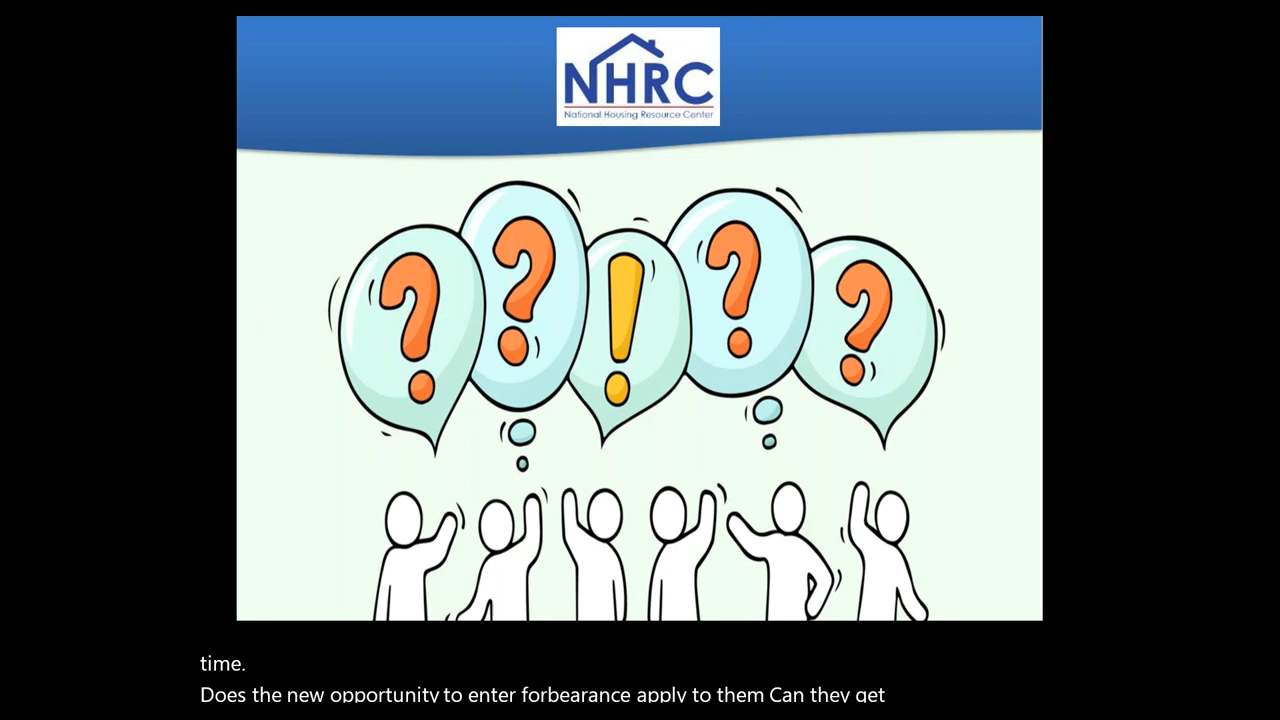 NHRC
National Housing Resource Center
? ? ! ? ?
time.
Does the new opportunity to enter forbearance apply to them Can they get